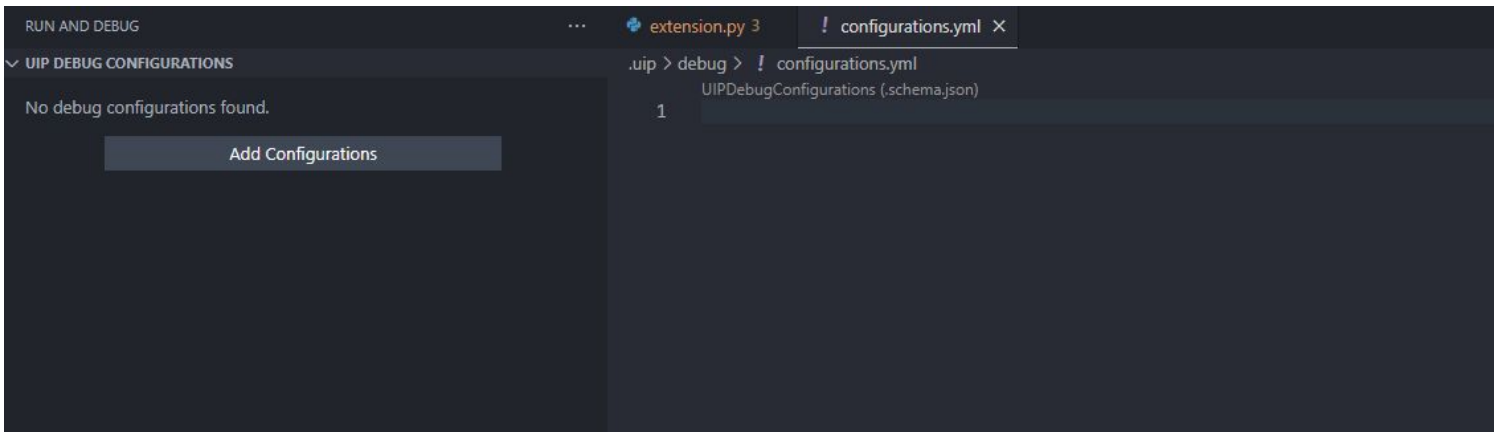 RUN AND DEBUG ···
UIP DEBUG CONFIGURATIONS
No debug configurations found.
Add Configurations
extension.py 3
! configurations.yml ×
.uip > debug > ! configurations.yml
UIPDebugConfigurations (.schema.json)
1